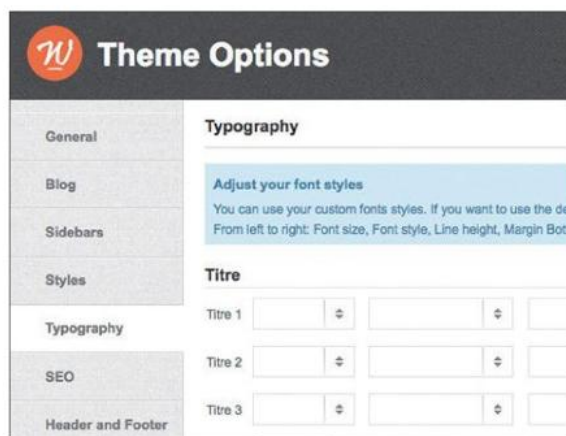 W
Theme Options
General
Blog
Sidebars
Styles
Typography
SEO
Header and Footer
Typography
Adjust your font styles
You can use your custom fonts styles. If you want to use the
From left to right: Font size, Font style, Line height, Margin
Titre
Titre 1
Titre 2
Titre 3